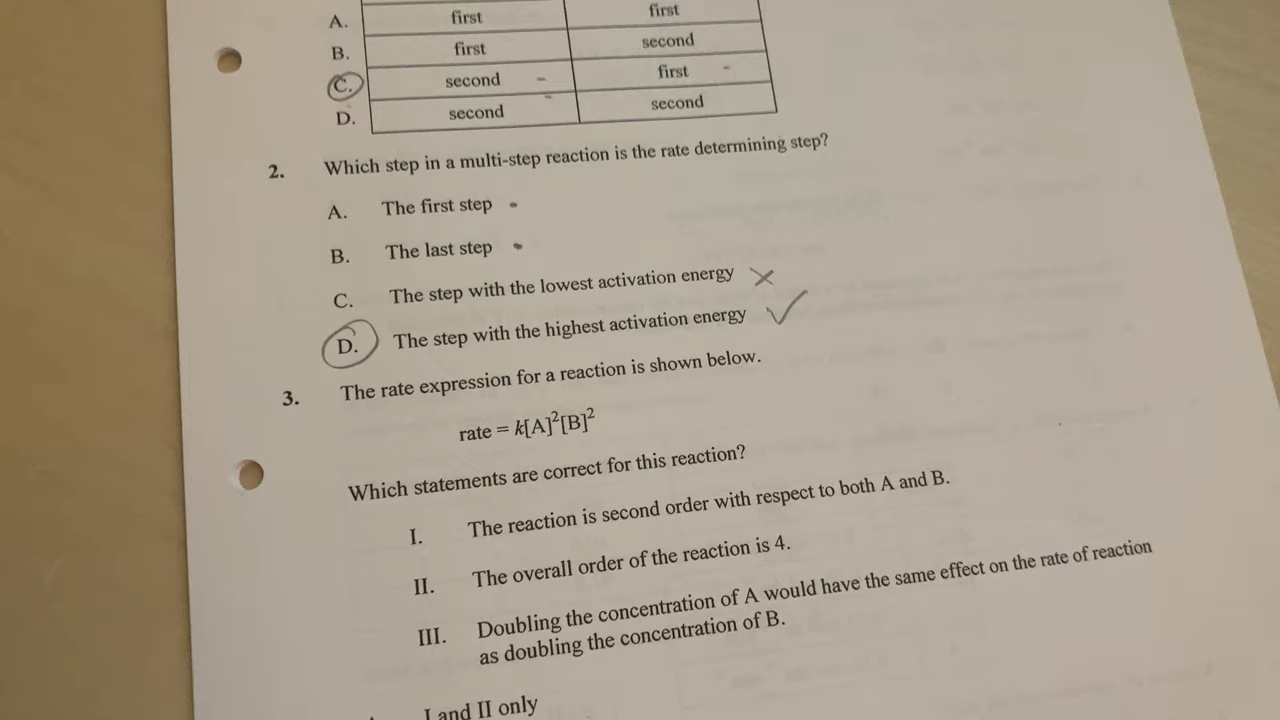 A. first first
B. first second
C. second first
D. second second
2. Which step in a multi-step reaction is the rate determining step?
A. The first step
B. The last step
C. The step with the lowest activation energy
D. The step with the highest activation energy
3. The rate expression for a reaction is shown below.
rate = k[A]²[B]²
Which statements are correct for this reaction?
I. The reaction is second order with respect to both A and B.
II. The overall order of the reaction is 4.
III. Doubling the concentration of A would have the same effect on the rate of reaction
as doubling the concentration of B.
I and II only